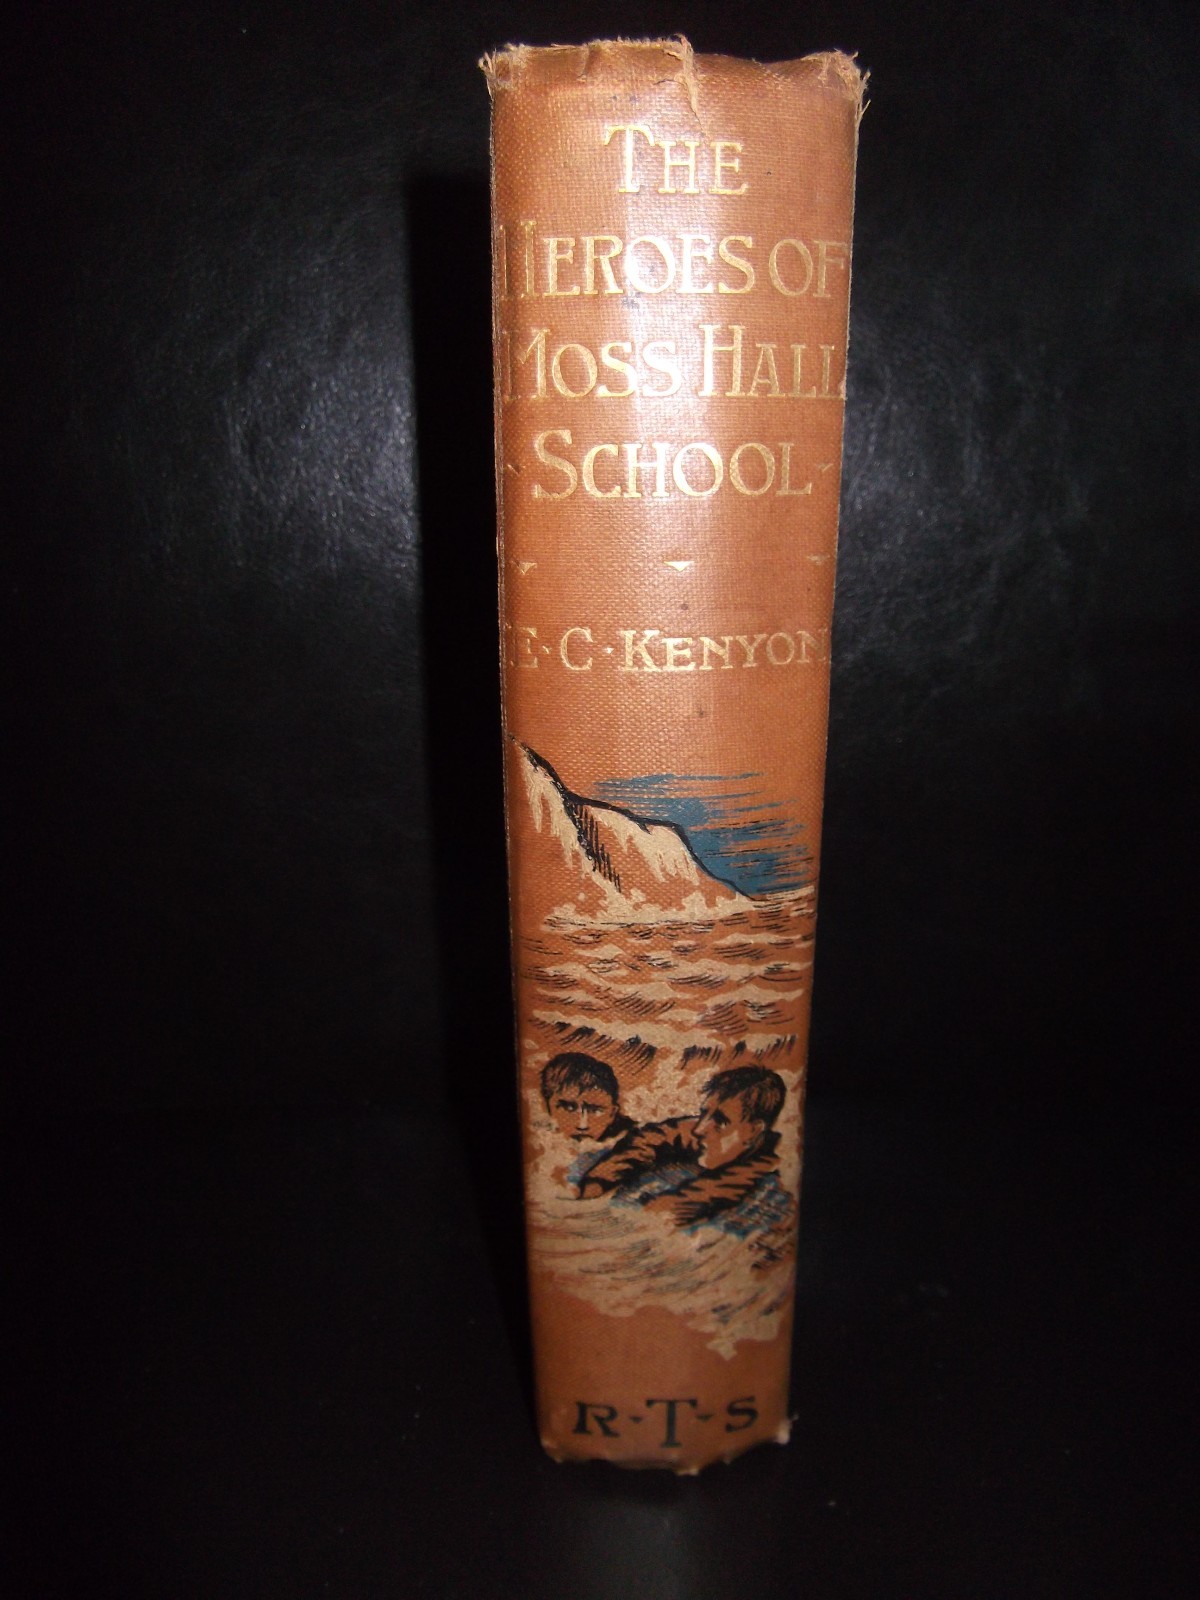 THE
HEROES OF
MOSS HALL
SCHOOL
E·C·KENYON
R·T·S